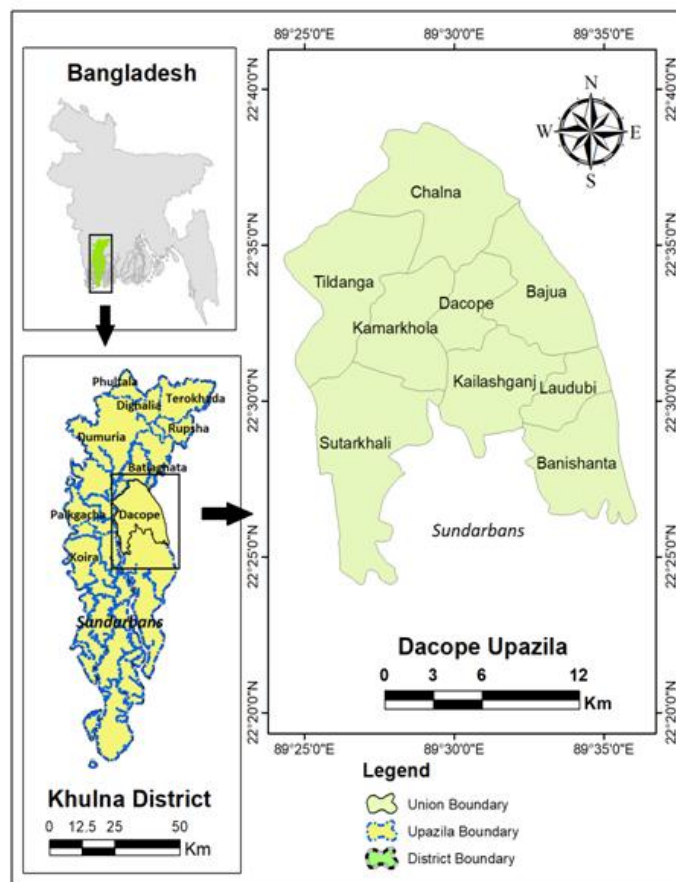 Bangladesh
Phultala
Dighalia
Terokhada
Dumuria
Rupsha
Batiaghata
Paikgacha
Dacope
Koira
Sundarbans
Khulna District
0 12.5 25 50
Km
89°25'0"E 89°30'0"E 89°35'0"E
22°40'0"N
22°35'0"N
22°30'0"N
22°25'0"N
22°20'0"N
N
W E
S
Chalna
Tildanga
Bajua
Dacope
Kamarkhola
Kailashganj
Laudubi
Sutarkhali
Banishanta
Sundarbans
Dacope Upazila
0 3 6 12
Km
22°40'0"N
22°35'0"N
22°30'0"N
22°25'0"N
22°20'0"N
89°25'0"E 89°30'0"E 89°35'0"E
Legend
Union Boundary
Upazila Boundary
District Boundary